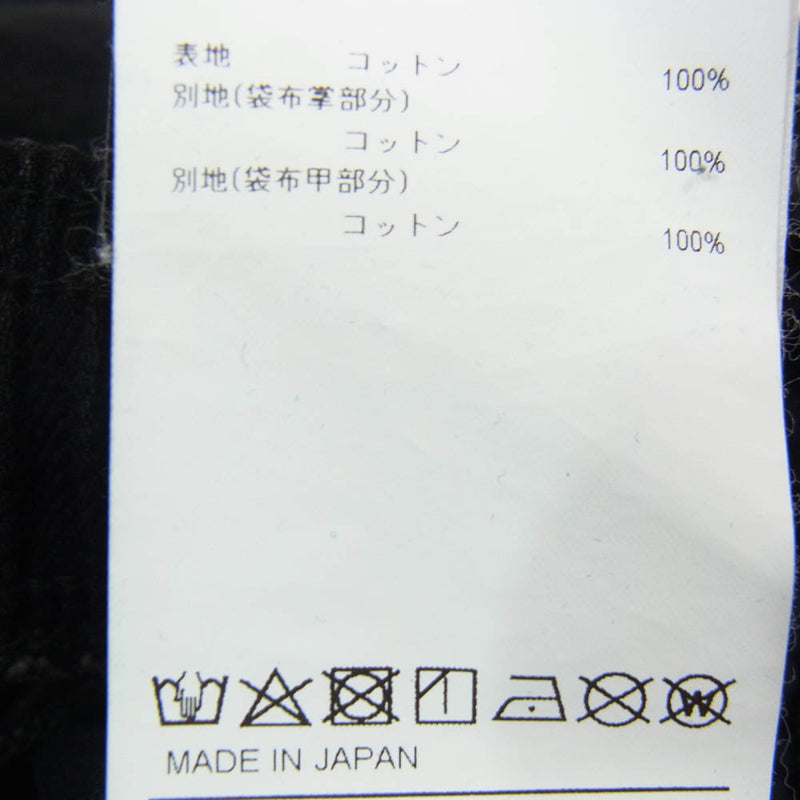 表地 コットン 100%
別地(袋布掌部分)
コットン 100%
別地(袋布甲部分)
コットン 100%
W
MADE IN JAPAN